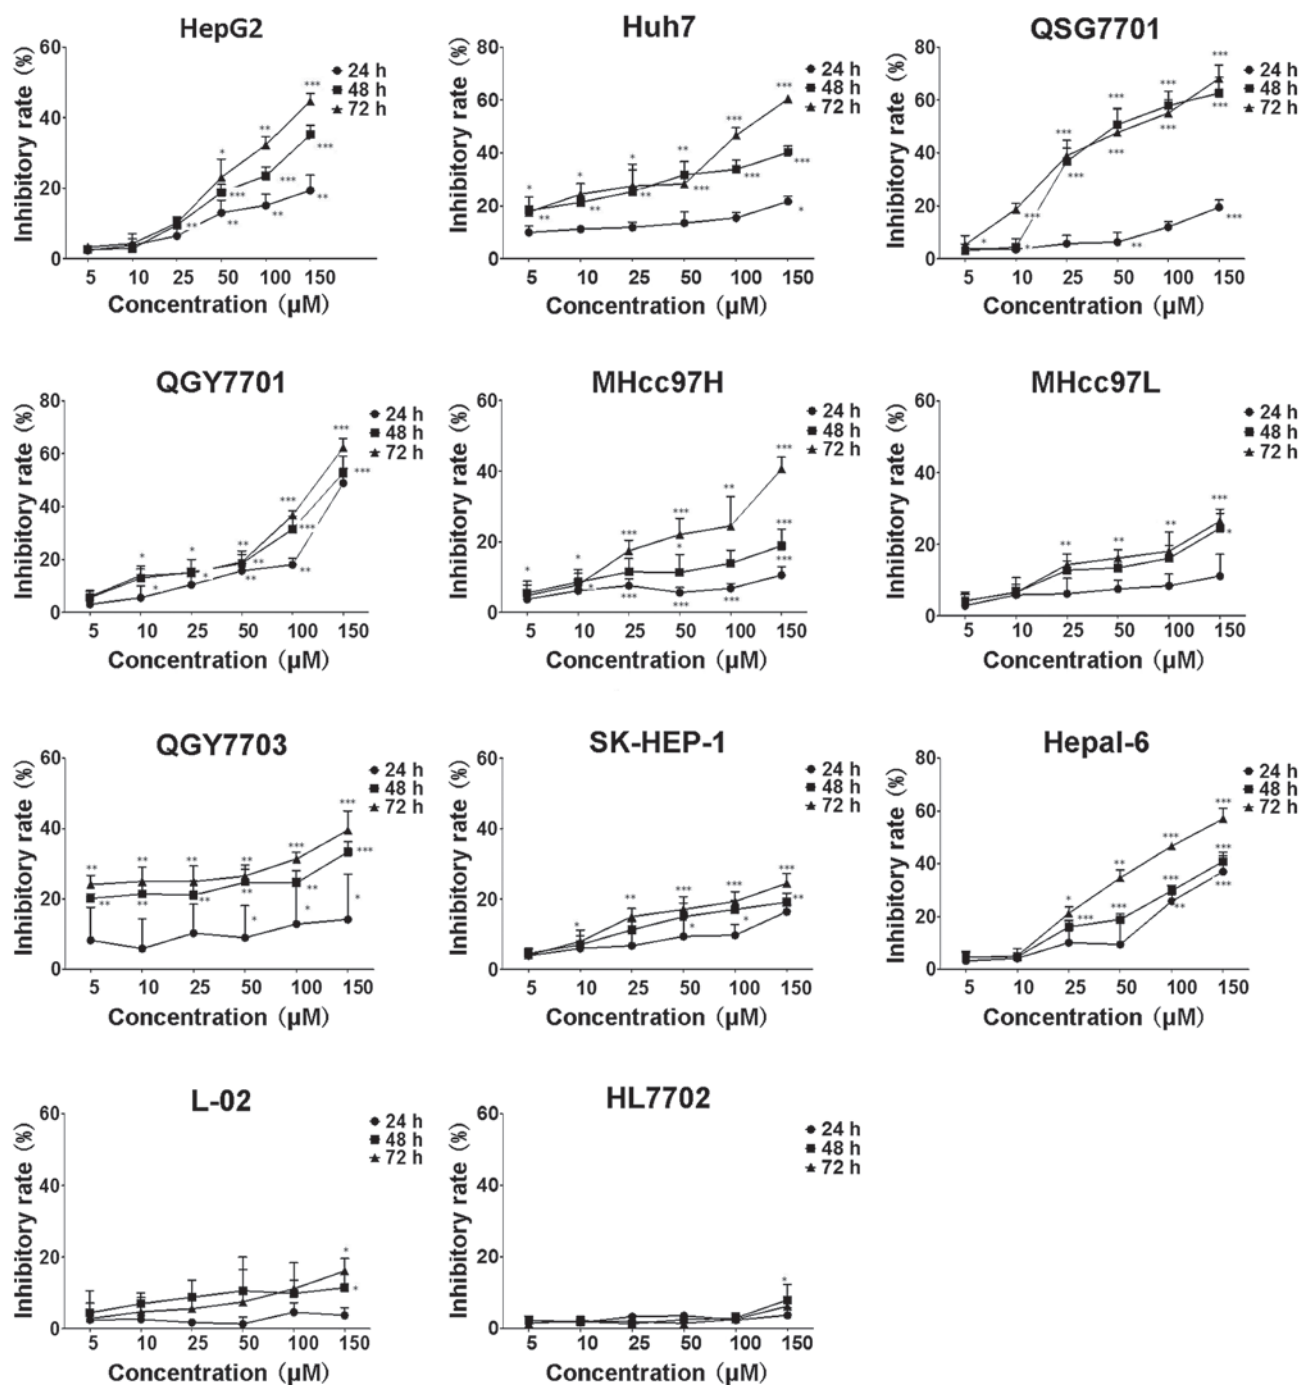 HepG2
Inhibitory rate (%)
60
40
20
0
5 10 25 50 100 150
Concentration (μM)
24 h
48 h
72 h
* ** *** *** *** ** *** ** ** **
Huh7
Inhibitory rate (%)
80
60
40
20
0
5 10 25 50 100 150
Concentration (μM)
24 h
48 h
72 h
* * * ** *** *** ** ** ** *** *** *** *
QSG7701
Inhibitory rate (%)
80
60
40
20
0
5 10 25 50 100 150
Concentration (μM)
24 h
48 h
72 h
*** *** *** *** * *** *** *** *** *** * ** ***
QGY7701
Inhibitory rate (%)
80
60
40
20
0
5 10 25 50 100 150
Concentration (μM)
24 h
48 h
72 h
* * ** *** *** ** *** *** * * ** **
MHcc97H
Inhibitory rate (%)
60
40
20
0
5 10 25 50 100 150
Concentration (μM)
24 h
48 h
72 h
* * *** *** ** *** * *** * *** *** *** ***
MHcc97L
Inhibitory rate (%)
60
40
20
0
5 10 25 50 100 150
Concentration (μM)
24 h
48 h
72 h
** ** ** *** *
QGY7703
Inhibitory rate (%)
60
40
20
0
5 10 25 50 100 150
Concentration (μM)
24 h
48 h
72 h
** ** ** ** *** *** ** ** ** ** ** *** * * *
SK-HEP-1
Inhibitory rate (%)
60
40
20
0
5 10 25 50 100 150
Concentration (μM)
24 h
48 h
72 h
* ** *** *** *** * * **
Hepal-6
Inhibitory rate (%)
80
60
40
20
0
5 10 25 50 100 150
Concentration (μM)
24 h
48 h
72 h
* ** *** *** *** *** *** *** ** ***
L-02
Inhibitory rate (%)
60
40
20
0
5 10 25 50 100 150
Concentration (μM)
24 h
48 h
72 h
* *
HL7702
Inhibitory rate (%)
60
40
20
0
5 10 25 50 100 150
Concentration (μM)
24 h
48 h
72 h
*